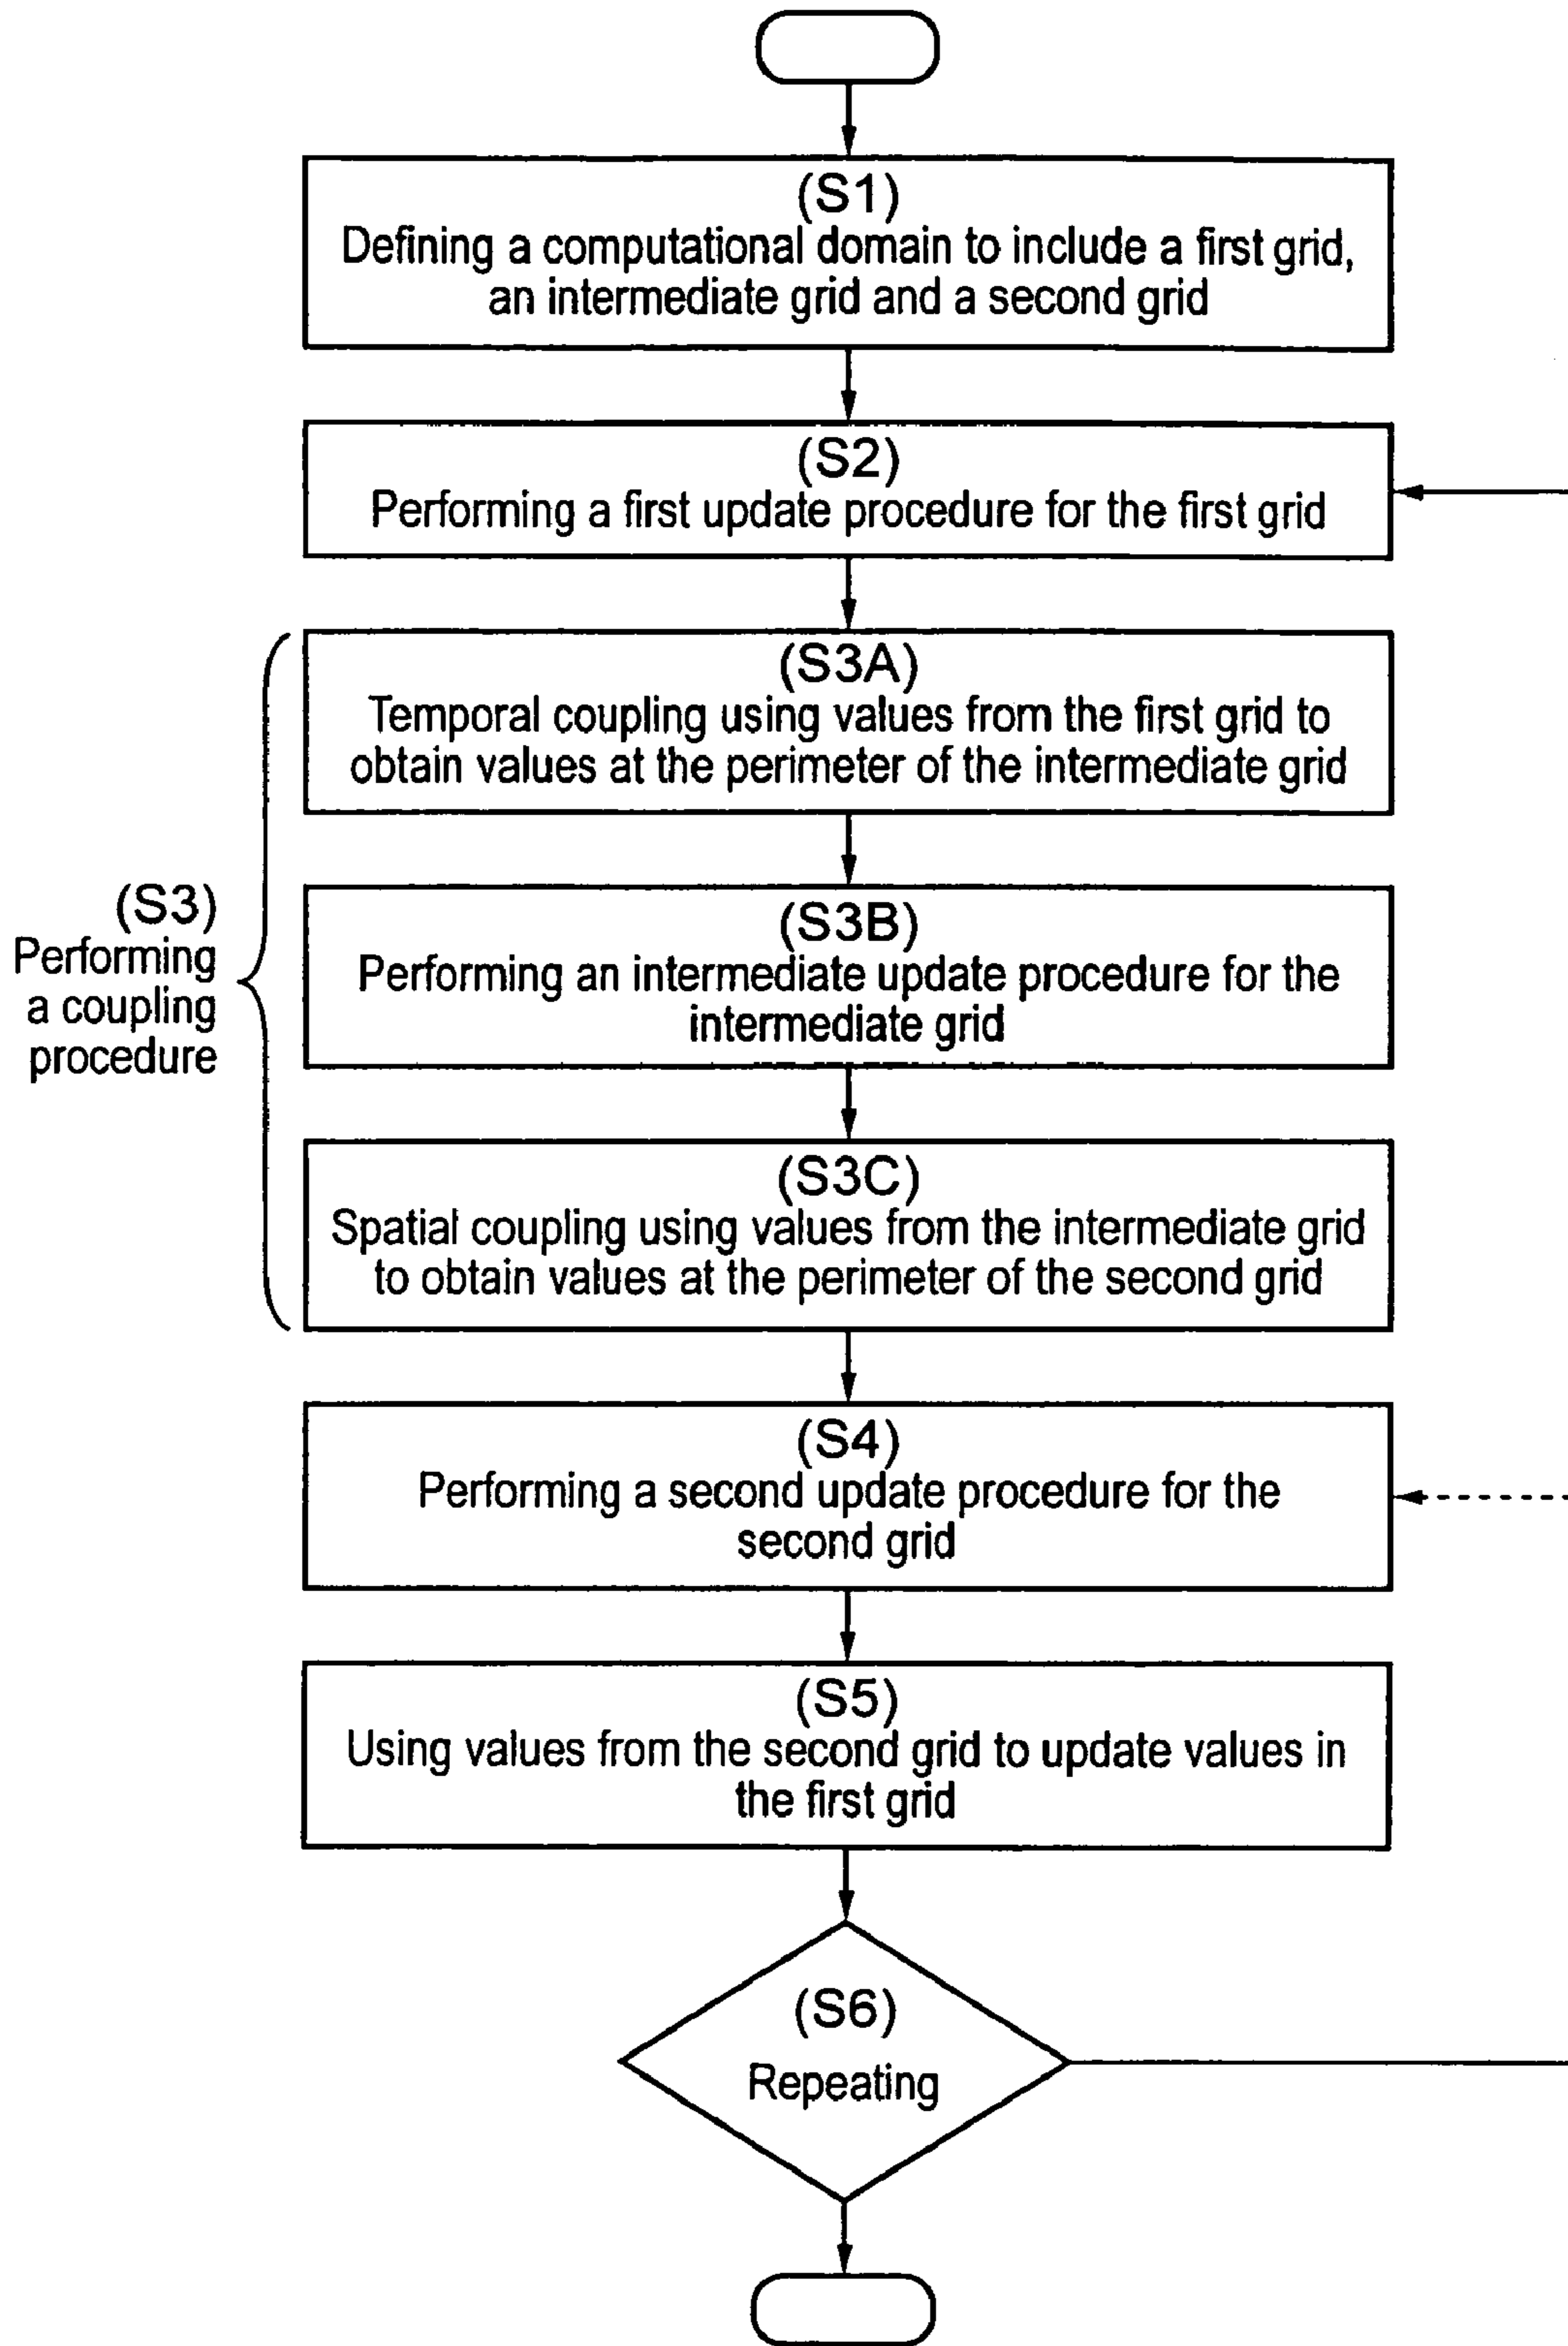 (S1)
Defining a computational domain to include a first grid,
an intermediate grid and a second grid
(S2)
Performing a first update procedure for the first grid
(S3)
Performing
a coupling
procedure
(S3A)
Temporal coupling using values from the first grid to
obtain values at the perimeter of the intermediate grid
(S3B)
Performing an intermediate update procedure for the
intermediate grid
(S3C)
Spatial coupling using values from the intermediate grid
to obtain values at the perimeter of the second grid
(S4)
Performing a second update procedure for the
second grid
(S5)
Using values from the second grid to update values in
the first grid
(S6)
Repeating